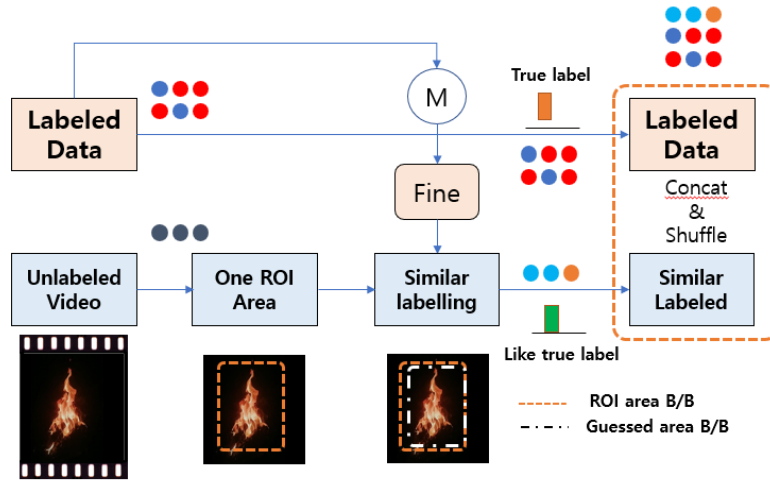 True label
M
Labeled
Data
Labeled
Data
Fine
Concat
&
Shuffle
Unlabeled
Video
One ROI
Area
Similar
labelling
Similar
Labeled
Like true label
ROI area B/B
Guessed area B/B